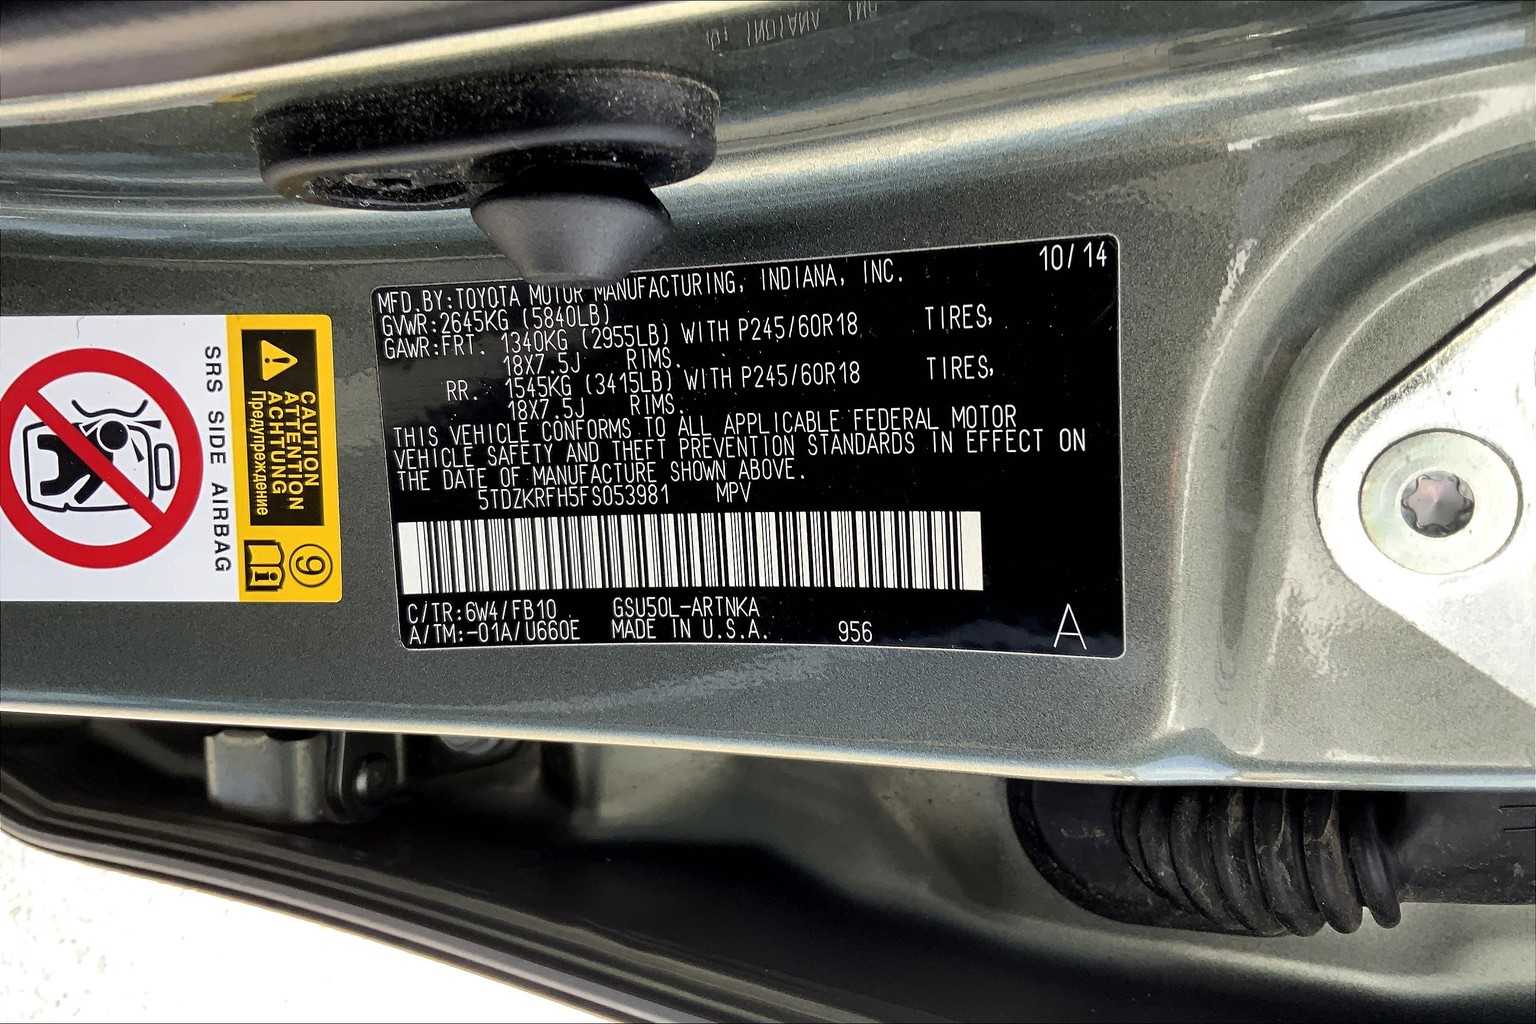 MFD.BY:TOYOTA MOTOR MANUFACTURING, INDIANA, INC. 10/14
GVWR:2645KG (5840LB)
GAWR:FRT. 1340KG (2955LB) WITH P245/60R18 TIRES,
18X7.5J RIMS.
RR. 1545KG (3415LB) WITH P245/60R18 TIRES,
18X7.5J RIMS.
THIS VEHICLE CONFORMS TO ALL APPLICABLE FEDERAL MOTOR
VEHICLE SAFETY AND THEFT PREVENTION STANDARDS IN EFFECT ON
THE DATE OF MANUFACTURE SHOWN ABOVE.
5TDZKRFH5FS053981 MPV
C/TR:6W4/FB10 GSU50L-ARTNKA
A/TM:-01A/U660E MADE IN U.S.A. 956 A
CAUTION
ATTENTION
ACHTUNG
Предупреждение
9
SRS SIDE AIRBAG